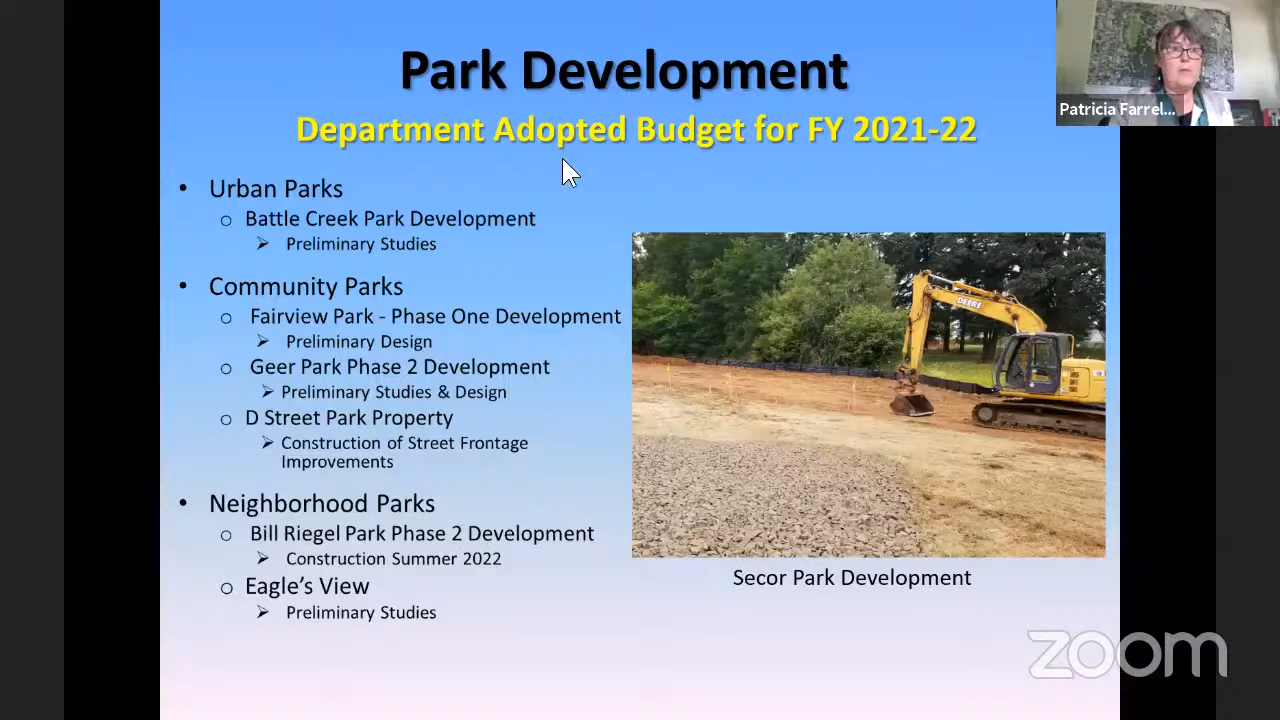 Park Development
Department Adopted Budget for FY 2021-22
Patricia Farrel...
• Urban Parks
o Battle Creek Park Development
➢ Preliminary Studies
• Community Parks
o Fairview Park - Phase One Development
➢ Preliminary Design
o Geer Park Phase 2 Development
➢ Preliminary Studies & Design
o D Street Park Property
➢ Construction of Street Frontage
Improvements
• Neighborhood Parks
o Bill Riegel Park Phase 2 Development
➢ Construction Summer 2022
o Eagle's View
➢ Preliminary Studies
DEERE
Secor Park Development
zoom